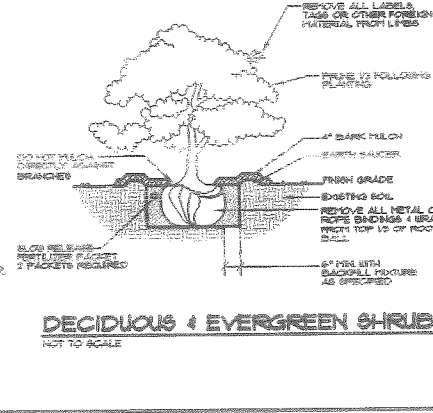 REMOVE ALL LABELS,
TAGS OR OTHER FOREIGN
MATERIAL FROM LIMBS
PRUNE 1/3 FOLLOWING
PLANTING
4" BARK MULCH
EARTH SAUCER
FINISH GRADE
EXISTING SOIL
REMOVE ALL METAL
ROPE BINDINGS &
FROM TOP 1/3 OF
BALL
6" MIN. WITH
BACKFILL MIXTURE
AS SPECIFIED
DO NOT MULCH
DIRECTLY AGAINST
BRANCHES
SLOW RELEASE
FERTILIZER PACKET
2 PACKETS REQUIRED
DECIDUOUS & EVERGREEN SHRUB
NOT TO SCALE